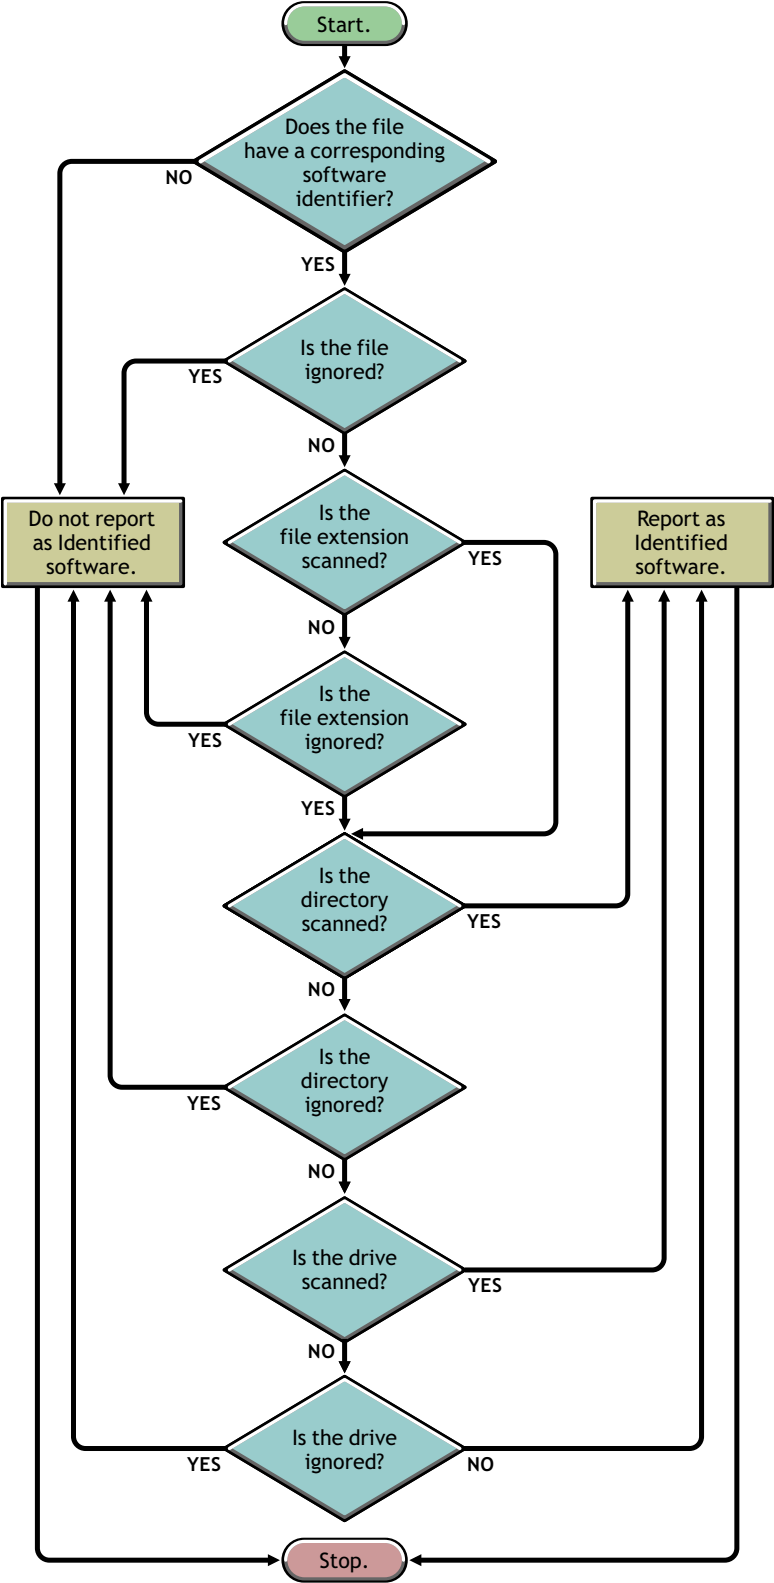 Start.
Does the file
have a corresponding
software
identifier?
NO
YES
Is the file
ignored?
YES
NO
Is the
file extension
scanned?
YES
NO
Do not report
as Identified
software.
Report as
Identified
software.
Is the
file extension
ignored?
YES
YES
Is the
directory
scanned?
YES
NO
Is the
directory
ignored?
YES
NO
Is the drive
scanned?
YES
NO
Is the drive
ignored?
YES
NO
Stop.